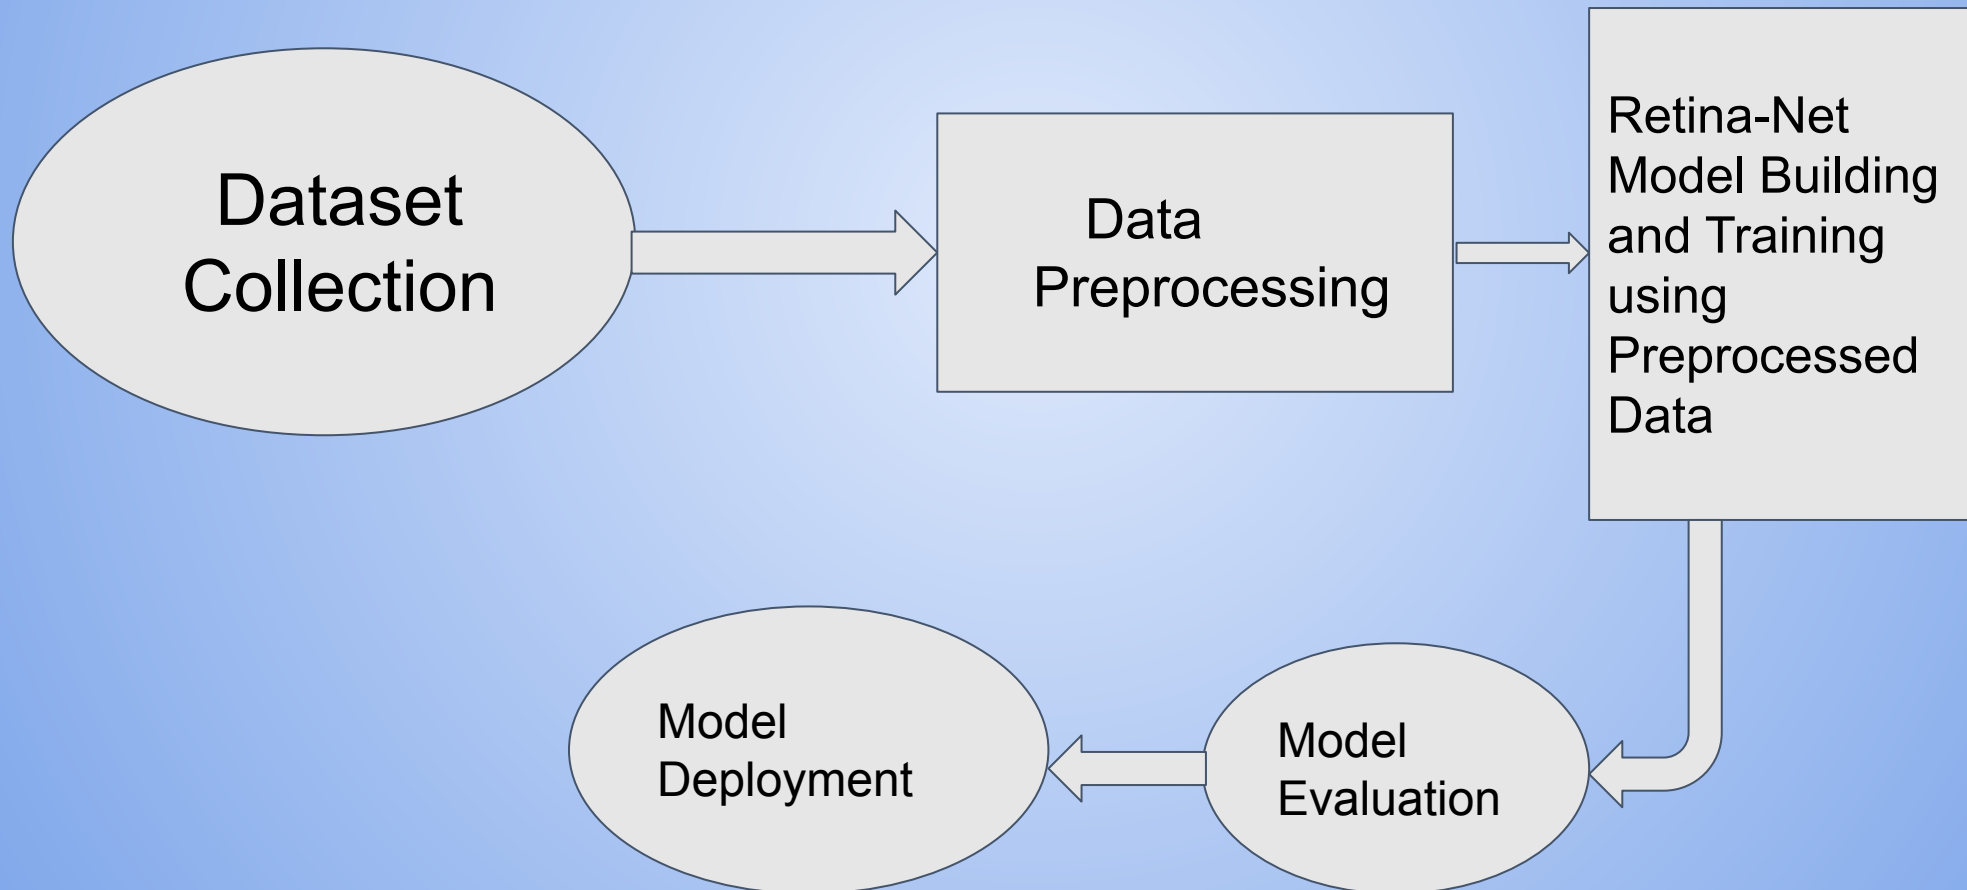 Dataset
Collection
Data
Preprocessing
Retina-Net
Model Building
and Training
using
Preprocessed
Data
Model
Evaluation
Model
Deployment